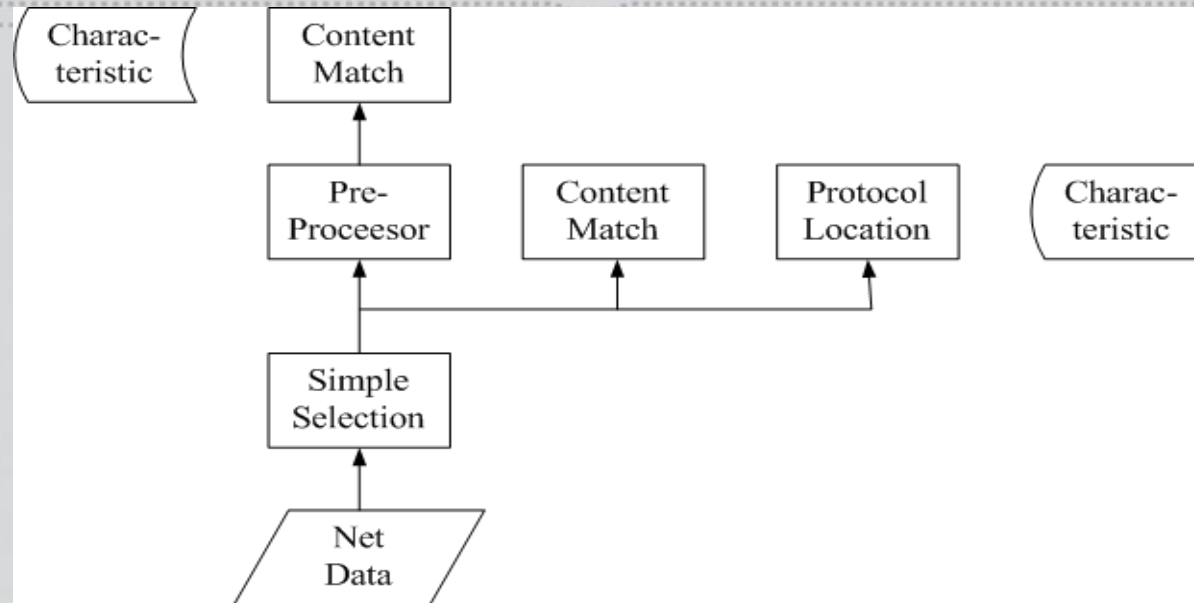 Charac-
teristic
Content
Match
Pre-
Proceesor
Content
Match
Protocol
Location
Charac-
teristic
Simple
Selection
Net
Data